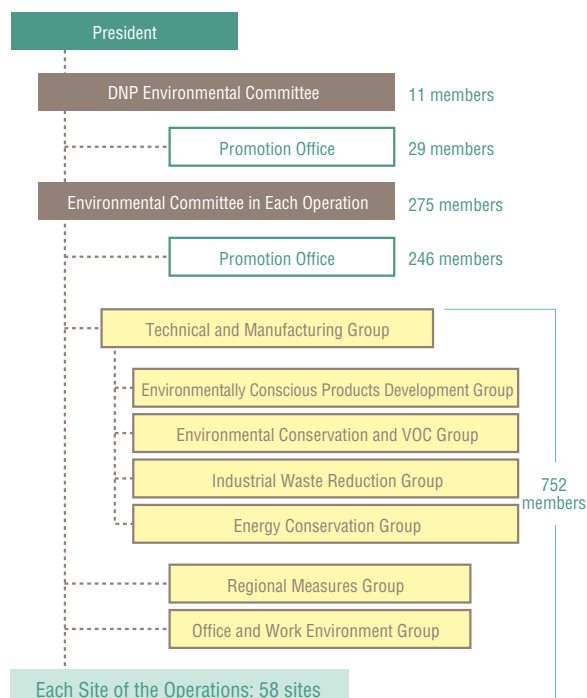 President
DNP Environmental Committee
11 members
Promotion Office
29 members
Environmental Committee in Each Operation
275 members
Promotion Office
246 members
Technical and Manufacturing Group
Environmentally Conscious Products Development Group
Environmental Conservation and VOC Group
Industrial Waste Reduction Group
752
members
Energy Conservation Group
Regional Measures Group
Office and Work Environment Group
Each Site of the Operations: 58 sites